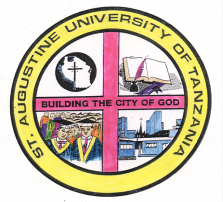 ST. AUGUSTINE UNIVERSITY OF TANZANIA
BUILDING THE CITY OF GOD